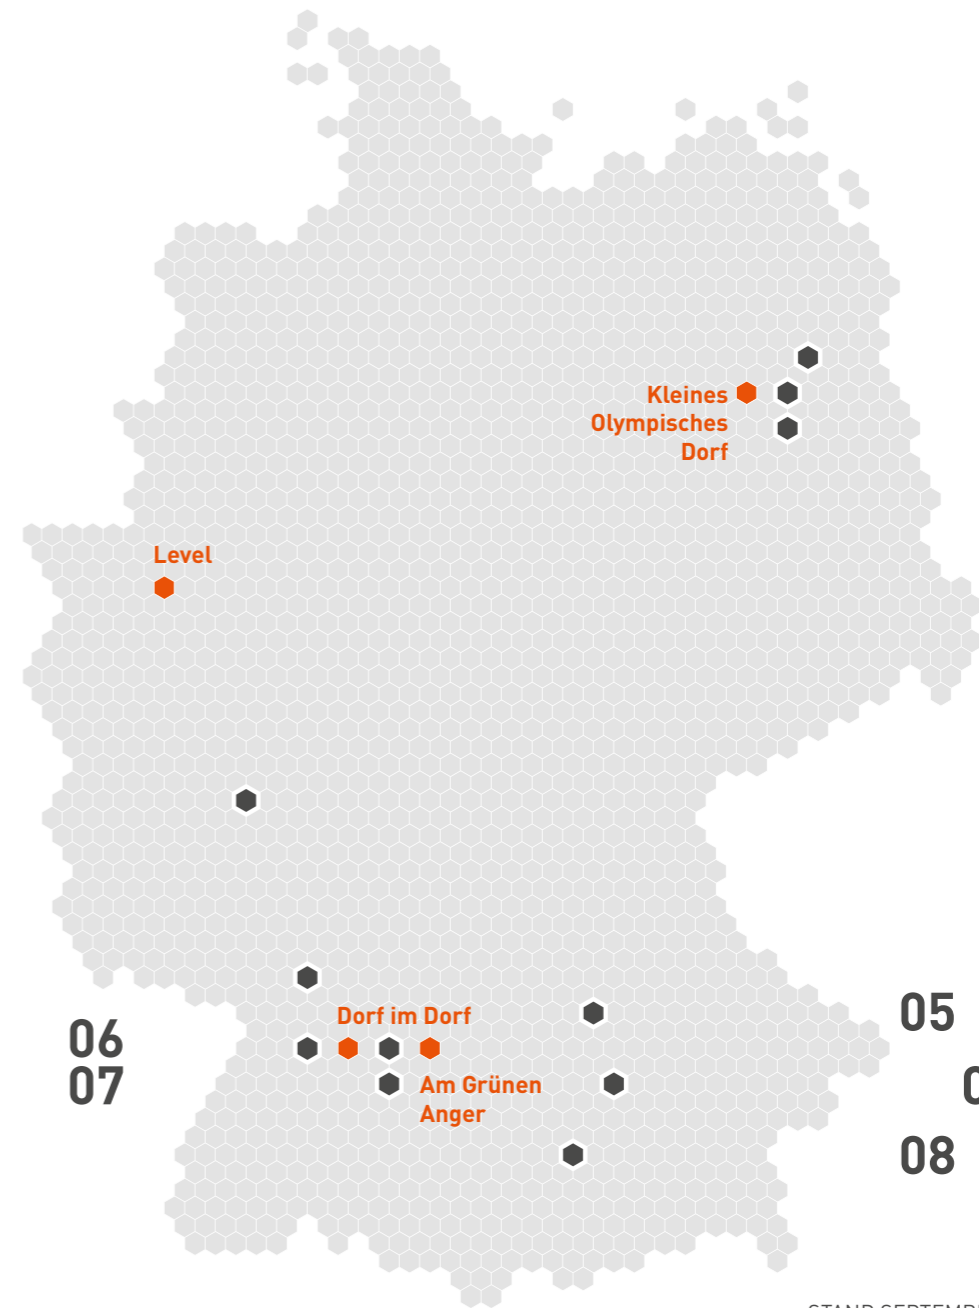 Kleines
Olympisches
Dorf
Level
Dorf im Dorf
Am Grünen
Anger
06
07
05
08